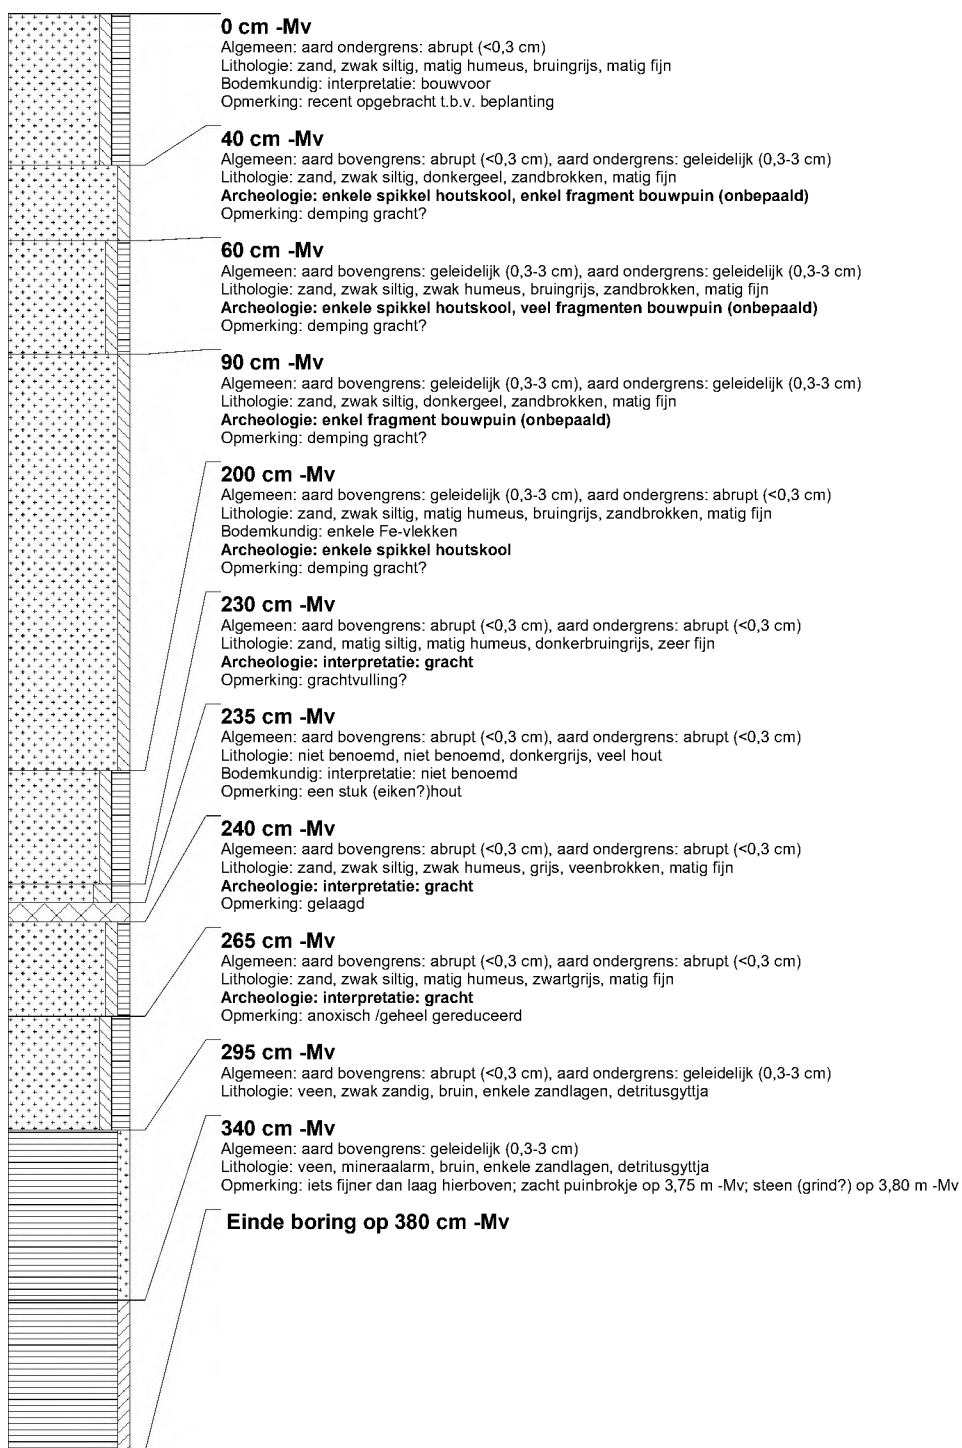 0 cm -Mv
Algemeen: aard ondergrens: abrupt (<0,3 cm)
Lithologie: zand, zwak siltig, matig humeus, bruingrijs, matig fijn
Bodemkundig: interpretatie: bouwvoor
Opmerking: recent opgebracht t.b.v. beplanting
40 cm -Mv
Algemeen: aard bovengrens: abrupt (<0,3 cm), aard ondergrens: geleidelijk (0,3-3 cm)
Lithologie: zand, zwak siltig, donkergeel, zandbrokken, matig fijn
Archeologie: enkele spikkel houtskool, enkel fragment bouwpuin (onbepaald)
Opmerking: demping gracht?
60 cm -Mv
Algemeen: aard bovengrens: geleidelijk (0,3-3 cm), aard ondergrens: geleidelijk (0,3-3 cm)
Lithologie: zand, zwak siltig, zwak humeus, bruingrijs, zandbrokken, matig fijn
Archeologie: enkele spikkel houtskool, veel fragmenten bouwpuin (onbepaald)
Opmerking: demping gracht?
90 cm -Mv
Algemeen: aard bovengrens: geleidelijk (0,3-3 cm), aard ondergrens: geleidelijk (0,3-3 cm)
Lithologie: zand, zwak siltig, donkergeel, zandbrokken, matig fijn
Archeologie: enkel fragment bouwpuin (onbepaald)
Opmerking: demping gracht?
200 cm -Mv
Algemeen: aard bovengrens: geleidelijk (0,3-3 cm), aard ondergrens: abrupt (<0,3 cm)
Lithologie: zand, zwak siltig, matig humeus, bruingrijs, zandbrokken, matig fijn
Bodemkundig: enkele Fe-vlekken
Archeologie: enkele spikkel houtskool
Opmerking: demping gracht?
230 cm -Mv
Algemeen: aard bovengrens: abrupt (<0,3 cm), aard ondergrens: abrupt (<0,3 cm)
Lithologie: zand, matig siltig, matig humeus, donkerbruingrijs, zeer fijn
Archeologie: interpretatie: gracht
Opmerking: grachtvulling?
235 cm -Mv
Algemeen: aard bovengrens: abrupt (<0,3 cm), aard ondergrens: abrupt (<0,3 cm)
Lithologie: niet benoemd, niet benoemd, donkergrijs, veel hout
Bodemkundig: interpretatie: niet benoemd
Opmerking: een stuk (eiken?)hout
240 cm -Mv
Algemeen: aard bovengrens: abrupt (<0,3 cm), aard ondergrens: abrupt (<0,3 cm)
Lithologie: zand, zwak siltig, zwak humeus, grijs, veenbrokken, matig fijn
Archeologie: interpretatie: gracht
Opmerking: gelaagd
265 cm -Mv
Algemeen: aard bovengrens: abrupt (<0,3 cm), aard ondergrens: abrupt (<0,3 cm)
Lithologie: zand, zwak siltig, matig humeus, zwartgrijs, matig fijn
Archeologie: interpretatie: gracht
Opmerking: anoxisch /geheel gereduceerd
295 cm -Mv
Algemeen: aard bovengrens: abrupt (<0,3 cm), aard ondergrens: geleidelijk (0,3-3 cm)
Lithologie: veen, zwak zandig, bruin, enkele zandlagen, detritusgyttja
340 cm -Mv
Algemeen: aard bovengrens: geleidelijk (0,3-3 cm)
Lithologie: veen, mineraalarm, bruin, enkele zandlagen, detritusgyttja
Opmerking: iets fijner dan laag hierboven; zacht puinbrokje op 3,75 m -Mv; steen (grind?) op 3,80 m -Mv
Einde boring op 380 cm -Mv